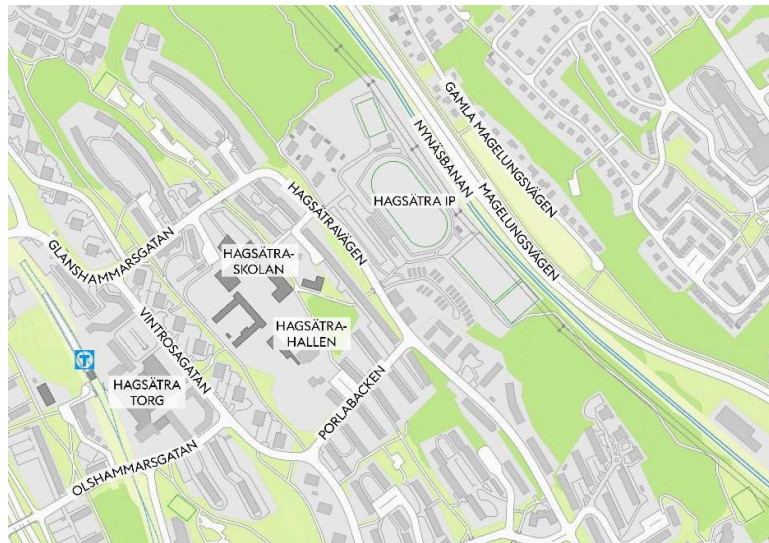 GAMLA MAGELUNGSVÄGEN
NYNÄSBANAN
MAGELUNGSVÄGEN
HAGSÄTRAVÄGEN
HAGSÄTRA IP
GLANSHAMMARSGATAN
HAGSÄTRA-
SKOLAN
VINTROSAGATAN
HAGSÄTRA-
HALLEN
T
HAGSÄTRA
TORG
PORLABACKEN
OLSHAMMARSGATAN